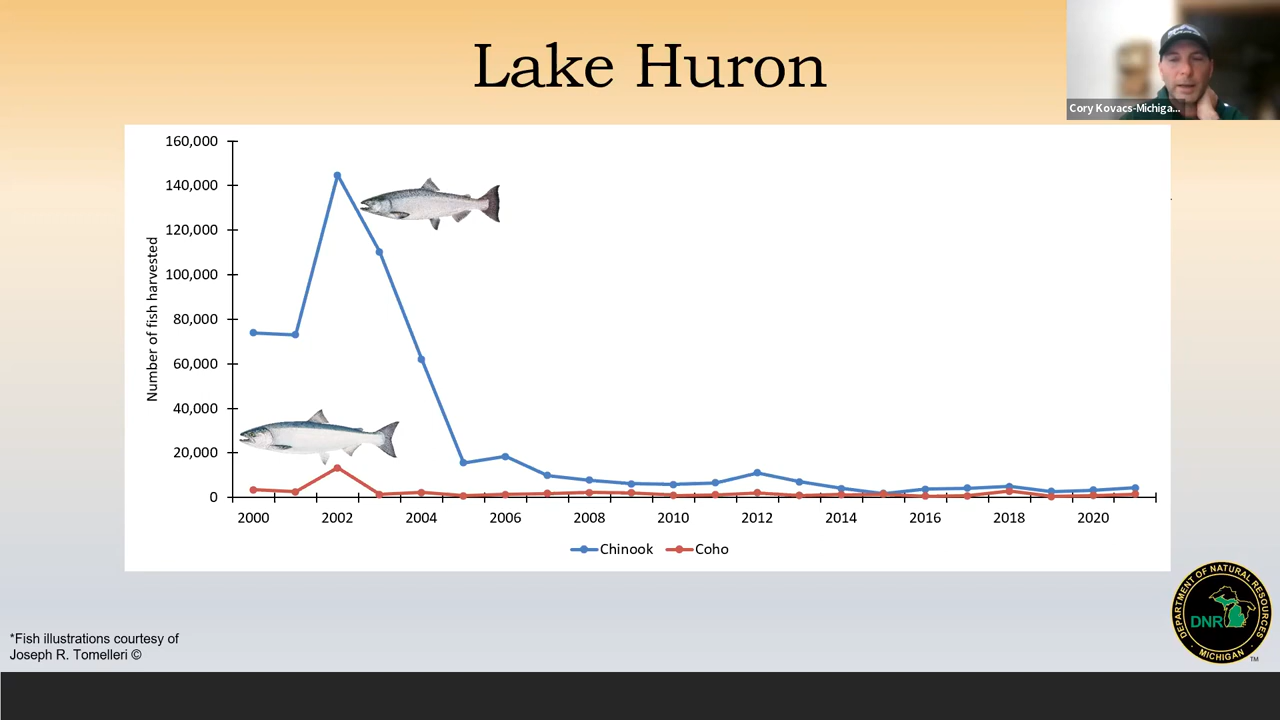 Lake Huron
Cory Kovacs-Michiga...
160,000
140,000
120,000
100,000
80,000
60,000
40,000
20,000
0
Number of fish harvested
2000 2002 2004 2006 2008 2010 2012 2014 2016 2018 2020
Chinook Coho
*Fish illustrations courtesy of
Joseph R. Tomelleri ©
DEPARTMENT OF NATURAL RESOURCES
DNR
MICHIGAN
TM